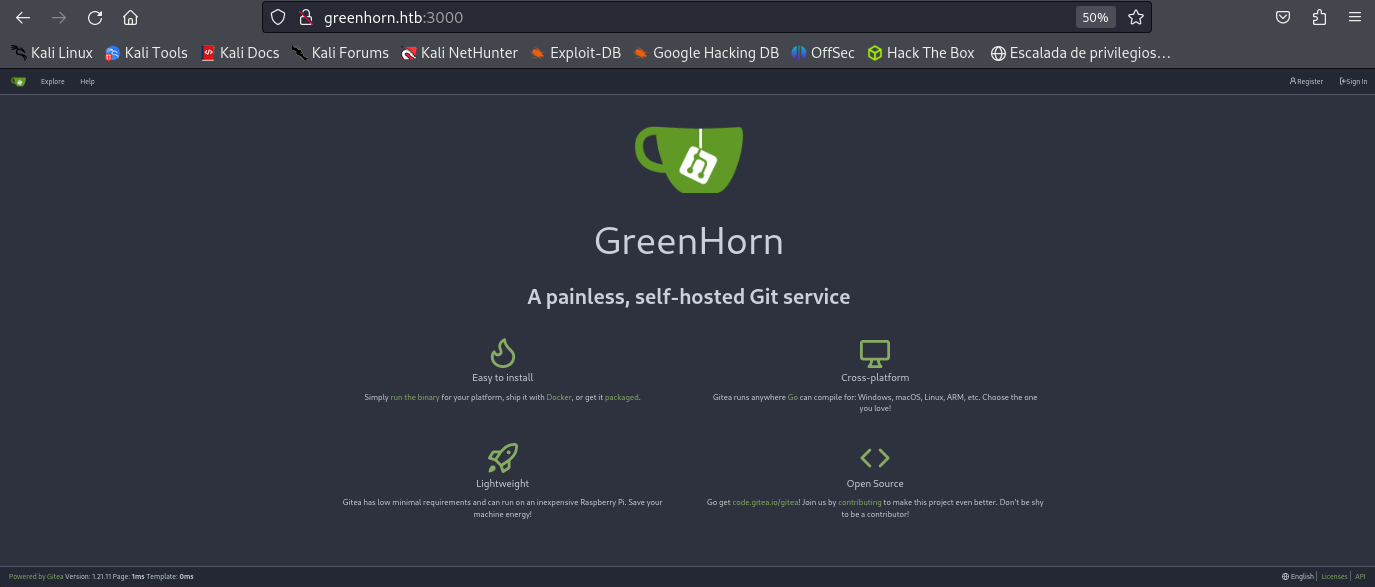 greenhorn.htb:3000 50%
Kali Linux Kali Tools Kali Docs Kali Forums Kali NetHunter Exploit-DB Google Hacking DB OffSec Hack The Box Escalada de privilegios…
Explore Help Register Sign In
GreenHorn
A painless, self-hosted Git service
Easy to install
Simply run the binary for your platform, ship it with Docker, or get it packaged.
Cross-platform
Gitea runs anywhere Go can compile for: Windows, macOS, Linux, ARM, etc. Choose the one
you love!
Lightweight
Gitea has low minimal requirements and can run on an inexpensive Raspberry Pi. Save your
machine energy!
Open Source
Go get code.gitea.io/gitea! Join us by contributing to make this project even better. Don't be shy
to be a contributor!
Powered by Gitea Version: 1.21.11 Page: 1ms Template: 0ms English Licenses API